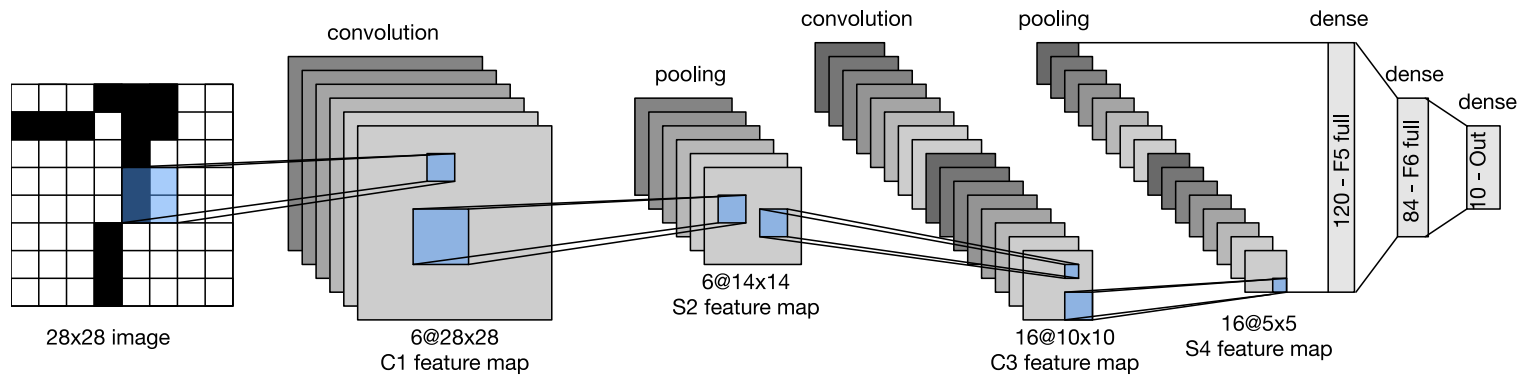 convolution
pooling
convolution
pooling
dense
dense
dense
28x28 image
6@28x28
C1 feature map
6@14x14
S2 feature map
16@10x10
C3 feature map
16@5x5
S4 feature map
120 - F5 full
84 - F6 full
10 - Out